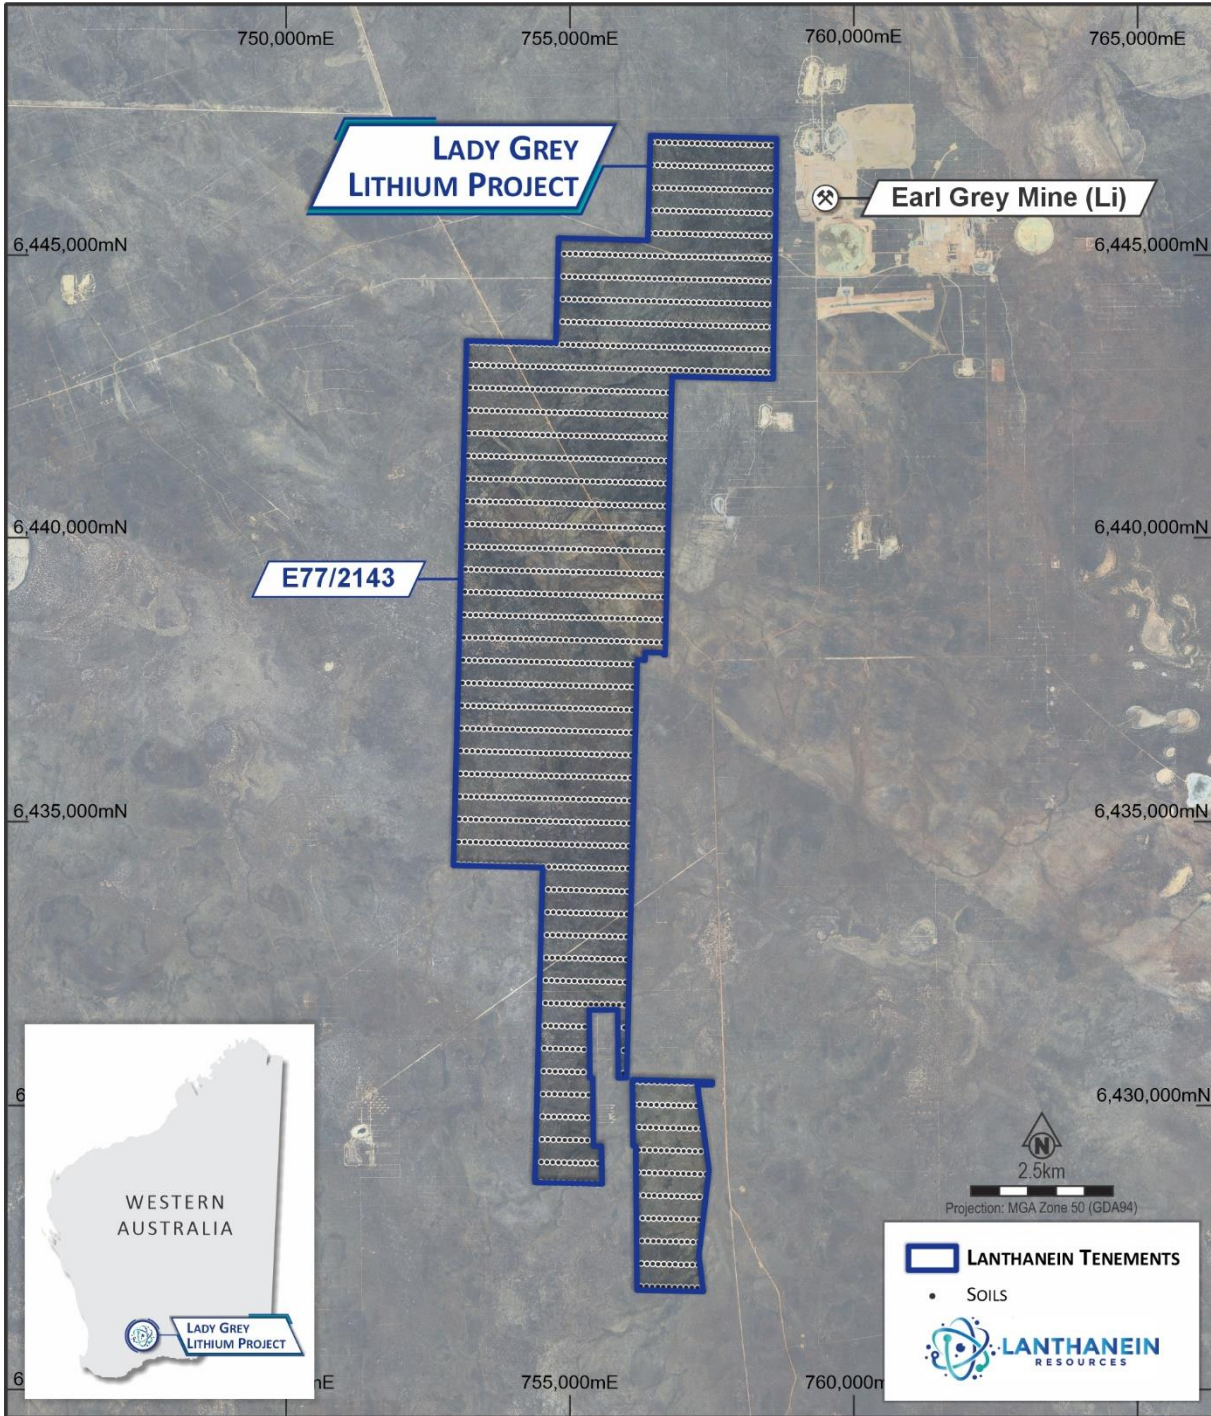 750,000mE
755,000mE
760,000mE
765,000mE
LADY GREY
LITHIUM PROJECT
Earl Grey Mine (Li)
6,445,000mN
6,445,000mN
6,440,000mN
6,440,000mN
E77/2143
6,435,000mN
6,435,000mN
6,430,000mN
N
2.5km
Projection: MGA Zone 50 (GDA94)
WESTERN
AUSTRALIA
LADY GREY
LITHIUM PROJECT
LANTHANEIN TENEMENTS
SOILS
LANTHANEIN
RESOURCES
755,000mE